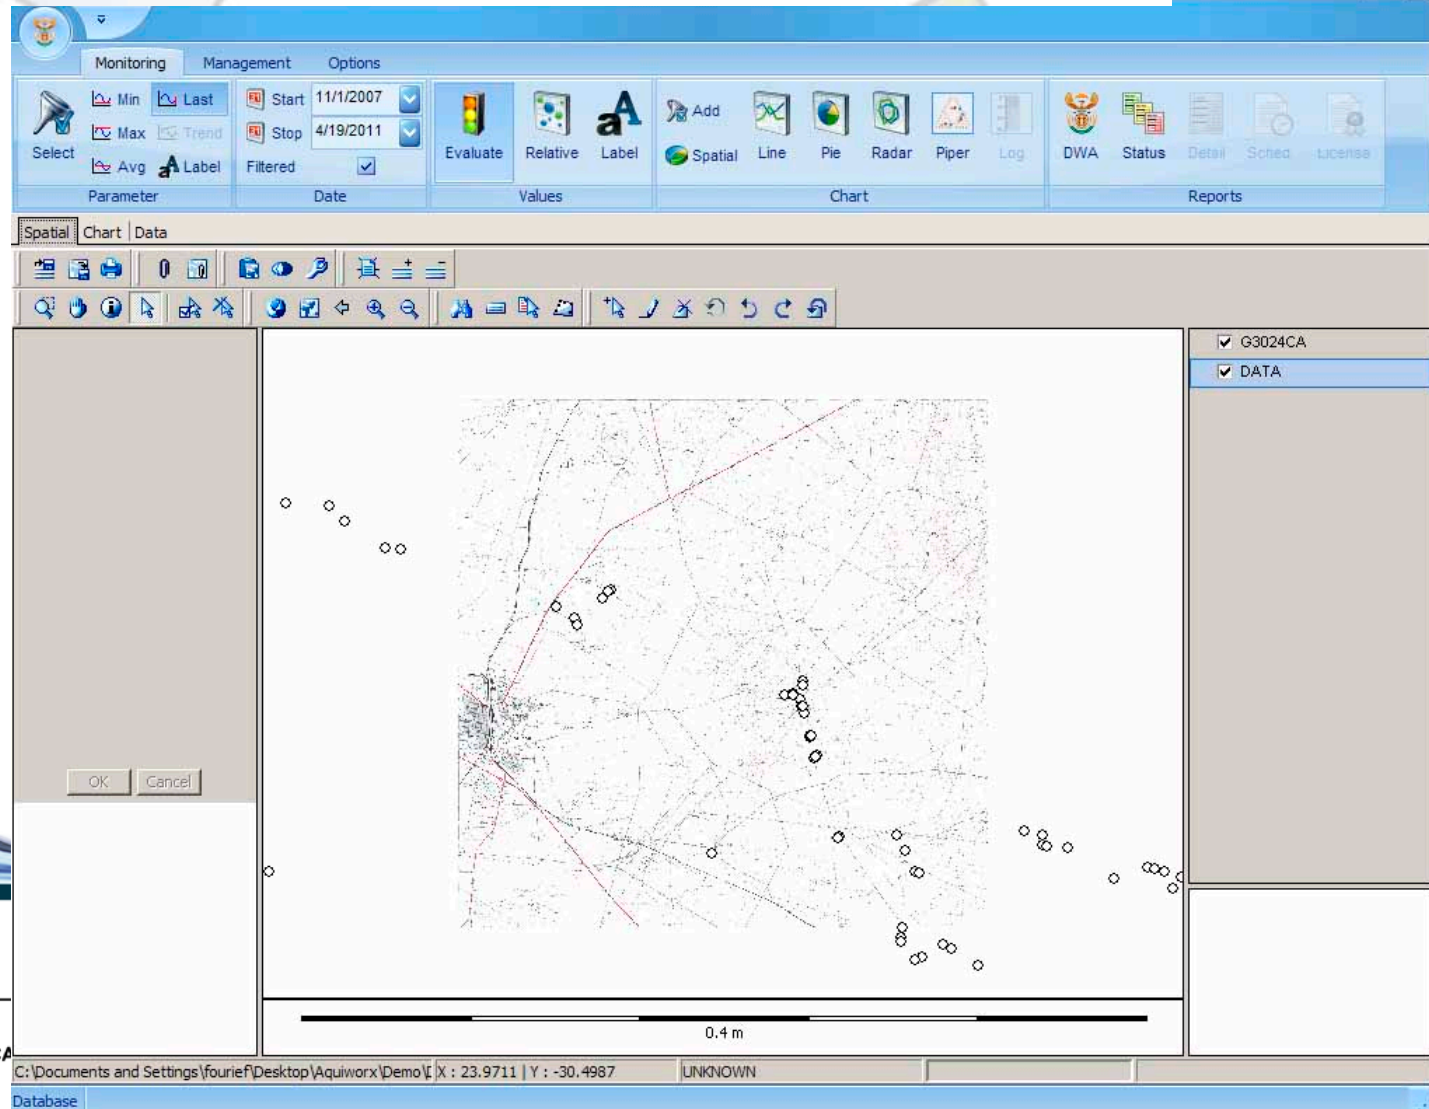 Monitoring Management Options
Min Last Start 11/1/2007
Max Trend Stop 4/19/2011
Select Avg Label Filtered
Evaluate Relative Label
Add
Spatial Line Pie Radar Piper Log
DWA Status Detail Sched License
Parameter Date Values Chart Reports
Spatial Chart Data
G3024CA
DATA
OK Cancel
0.4 m
C:\Documents and Settings\fourief\Desktop\Aquiworx\Demo\ X : 23.9711 | Y : -30.4987 UNKNOWN
Database